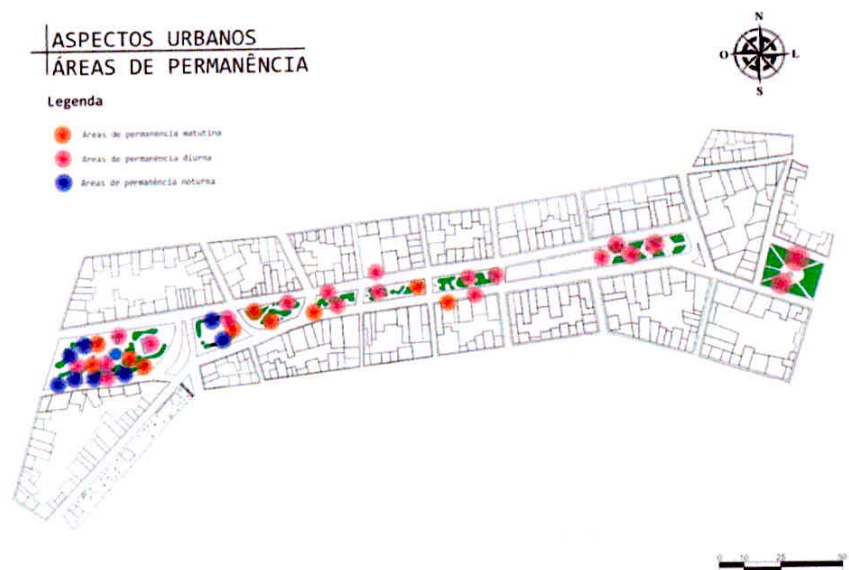 ASPECTOS URBANOS
ÁREAS DE PERMANÊNCIA
Legenda
Áreas de permanência matutina
Áreas de permanência diurna
Áreas de permanência noturna
N
O
L
S
0 10 25 50